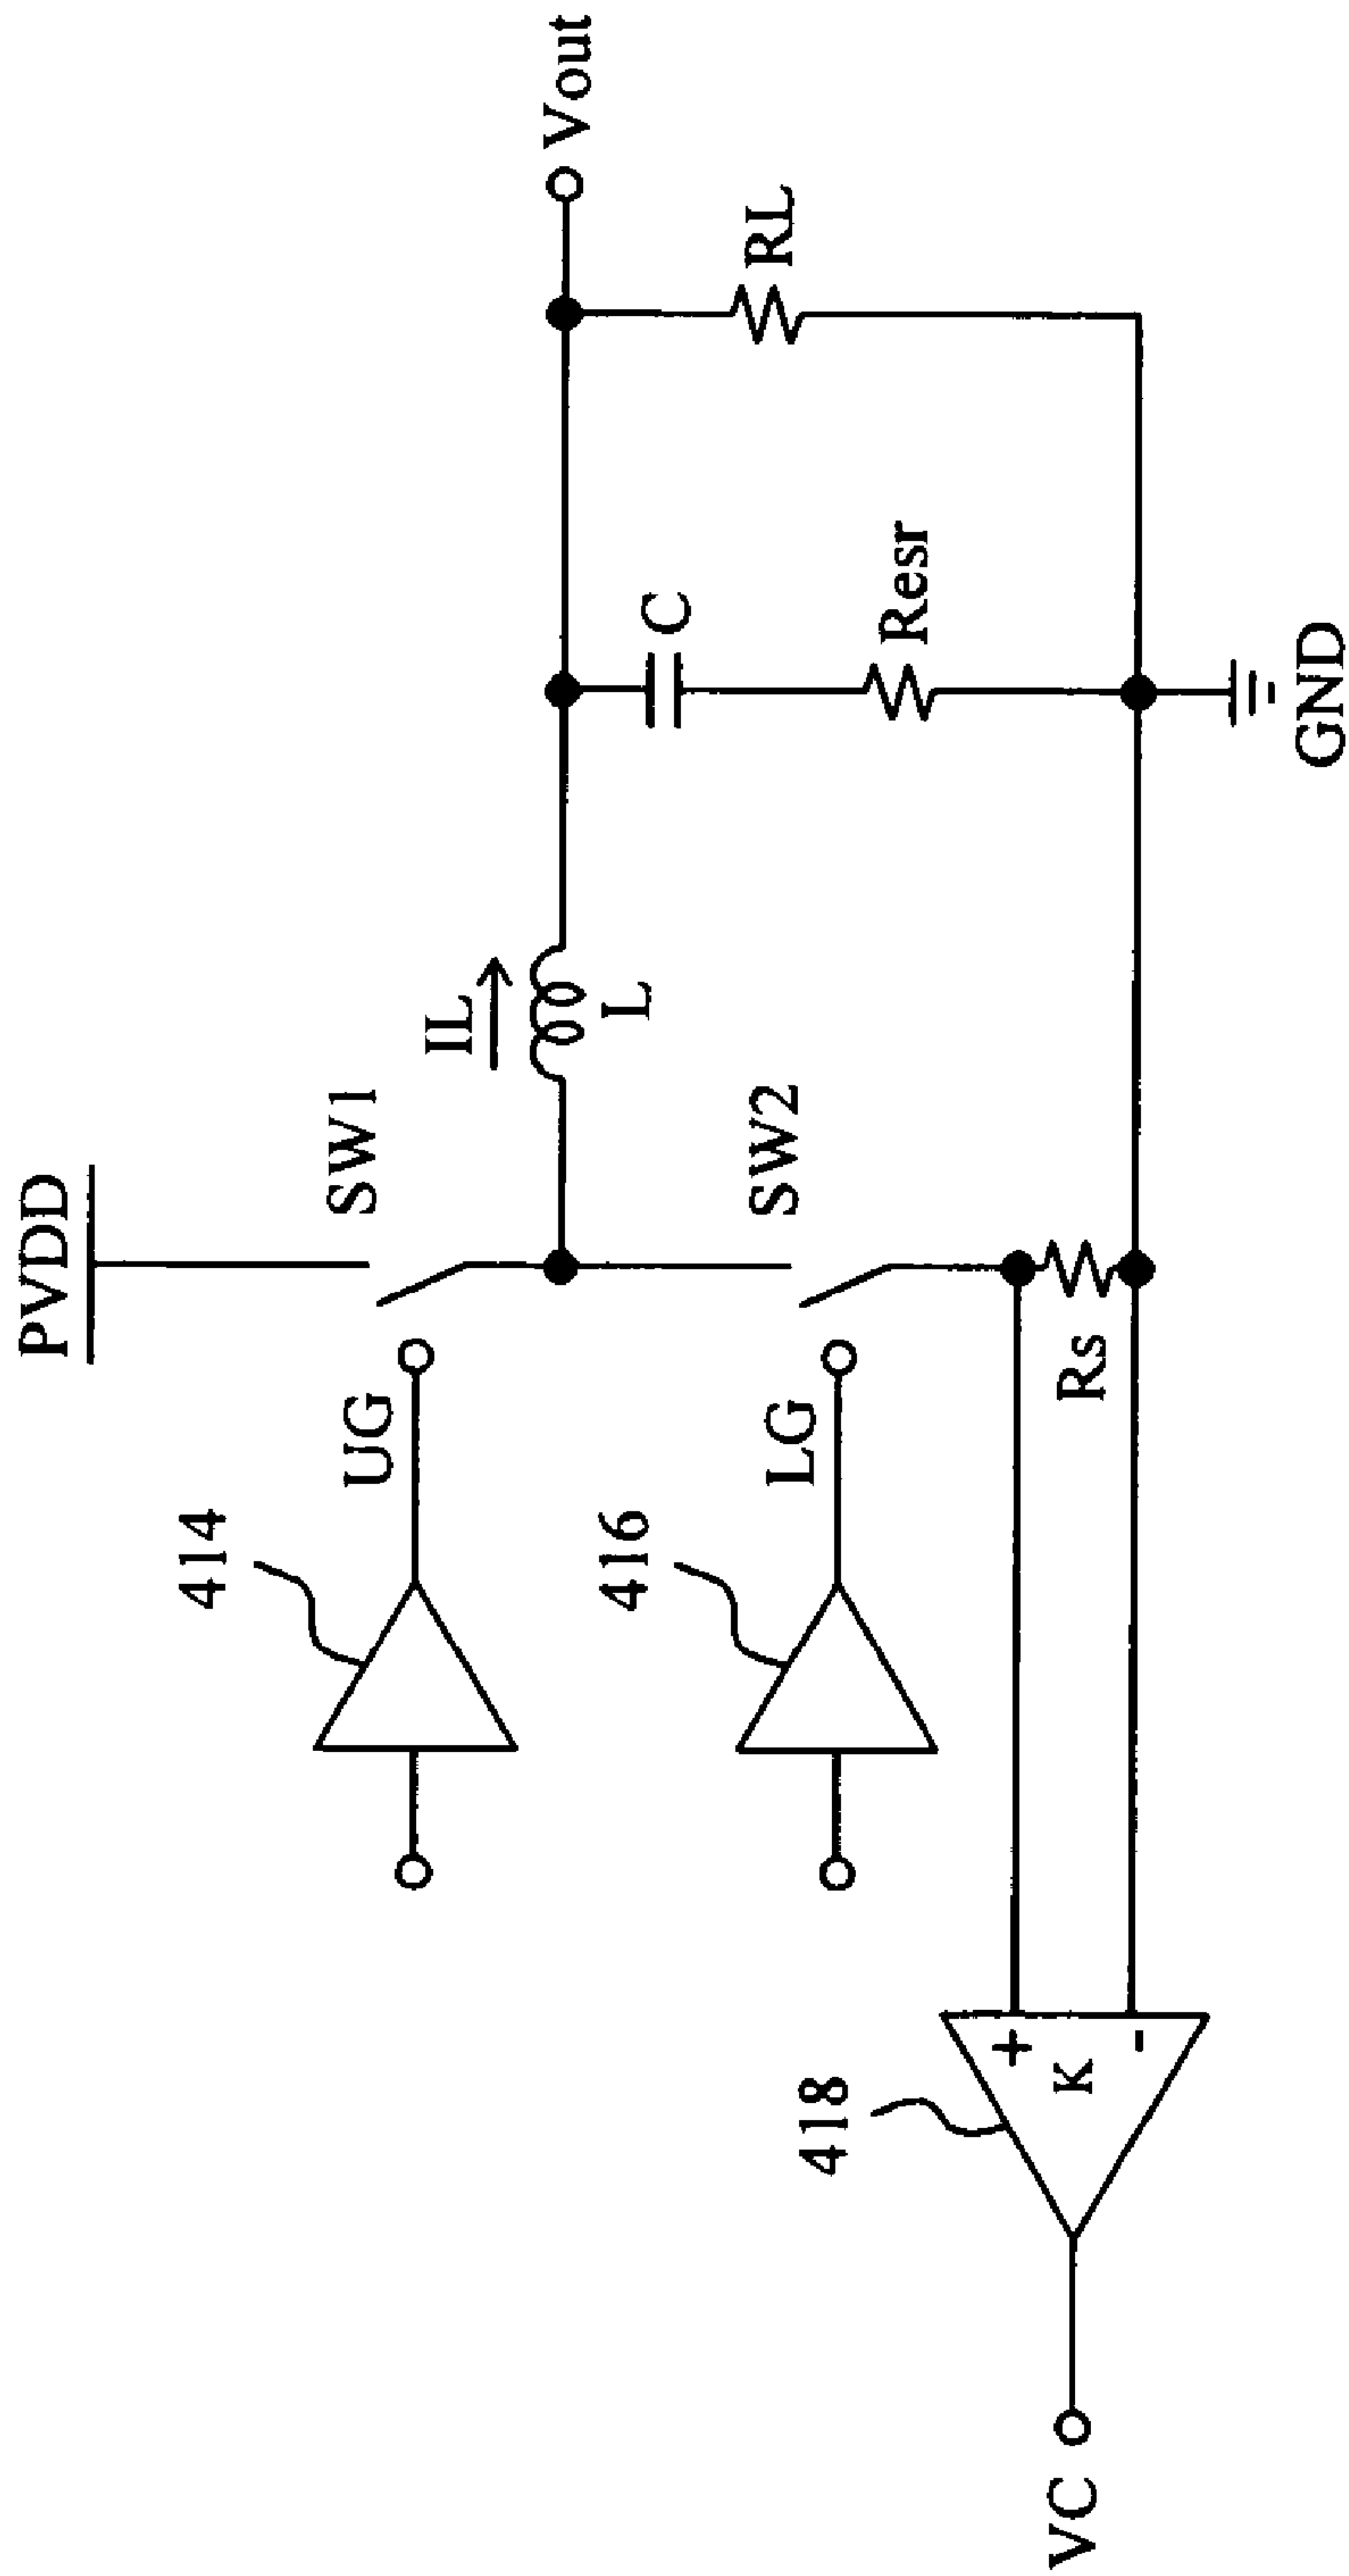 PVDD
SW1
414
UG
IL
Vout
L
416
LG
SW2
C
RL
Resr
418
+
K
-
Rs
VC
GND